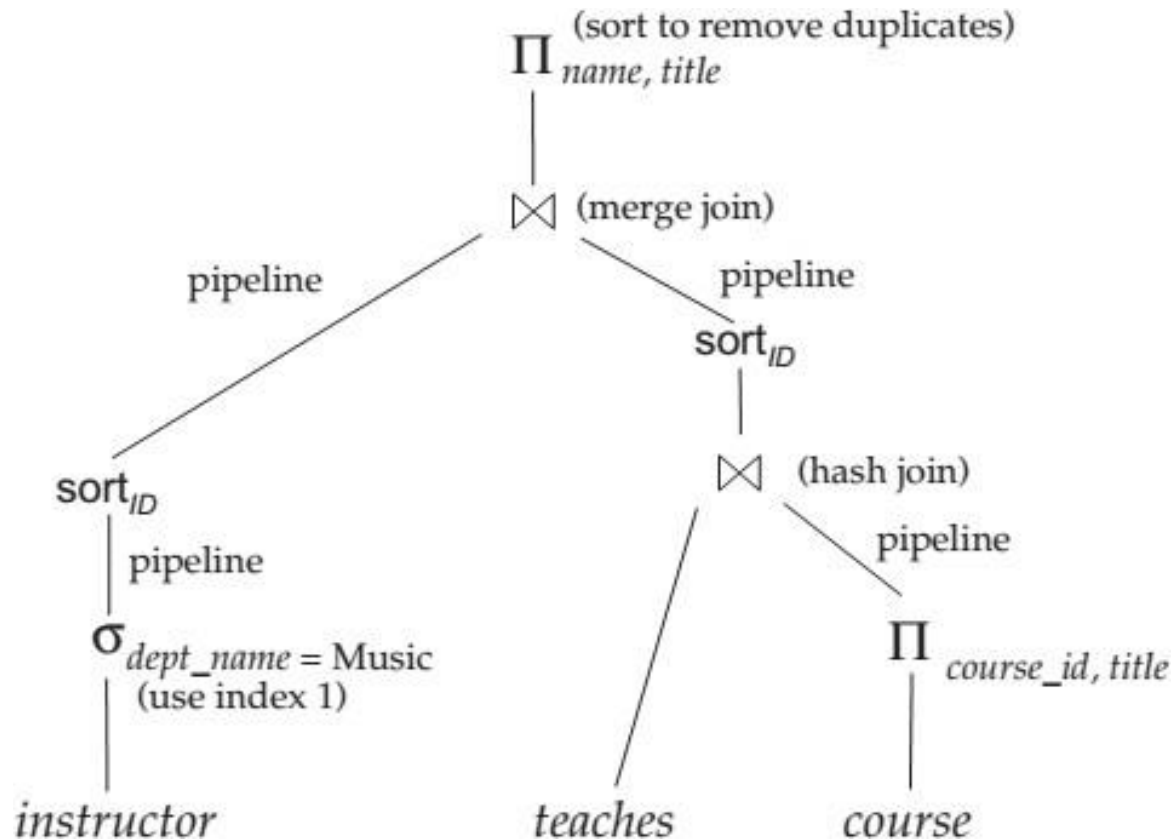 (sort to remove duplicates)
Π name, title
(merge join)
pipeline
pipeline
sortID
sortID
(hash join)
pipeline
pipeline
σdept_name = Music
(use index 1)
Π course_id, title
instructor
teaches
course